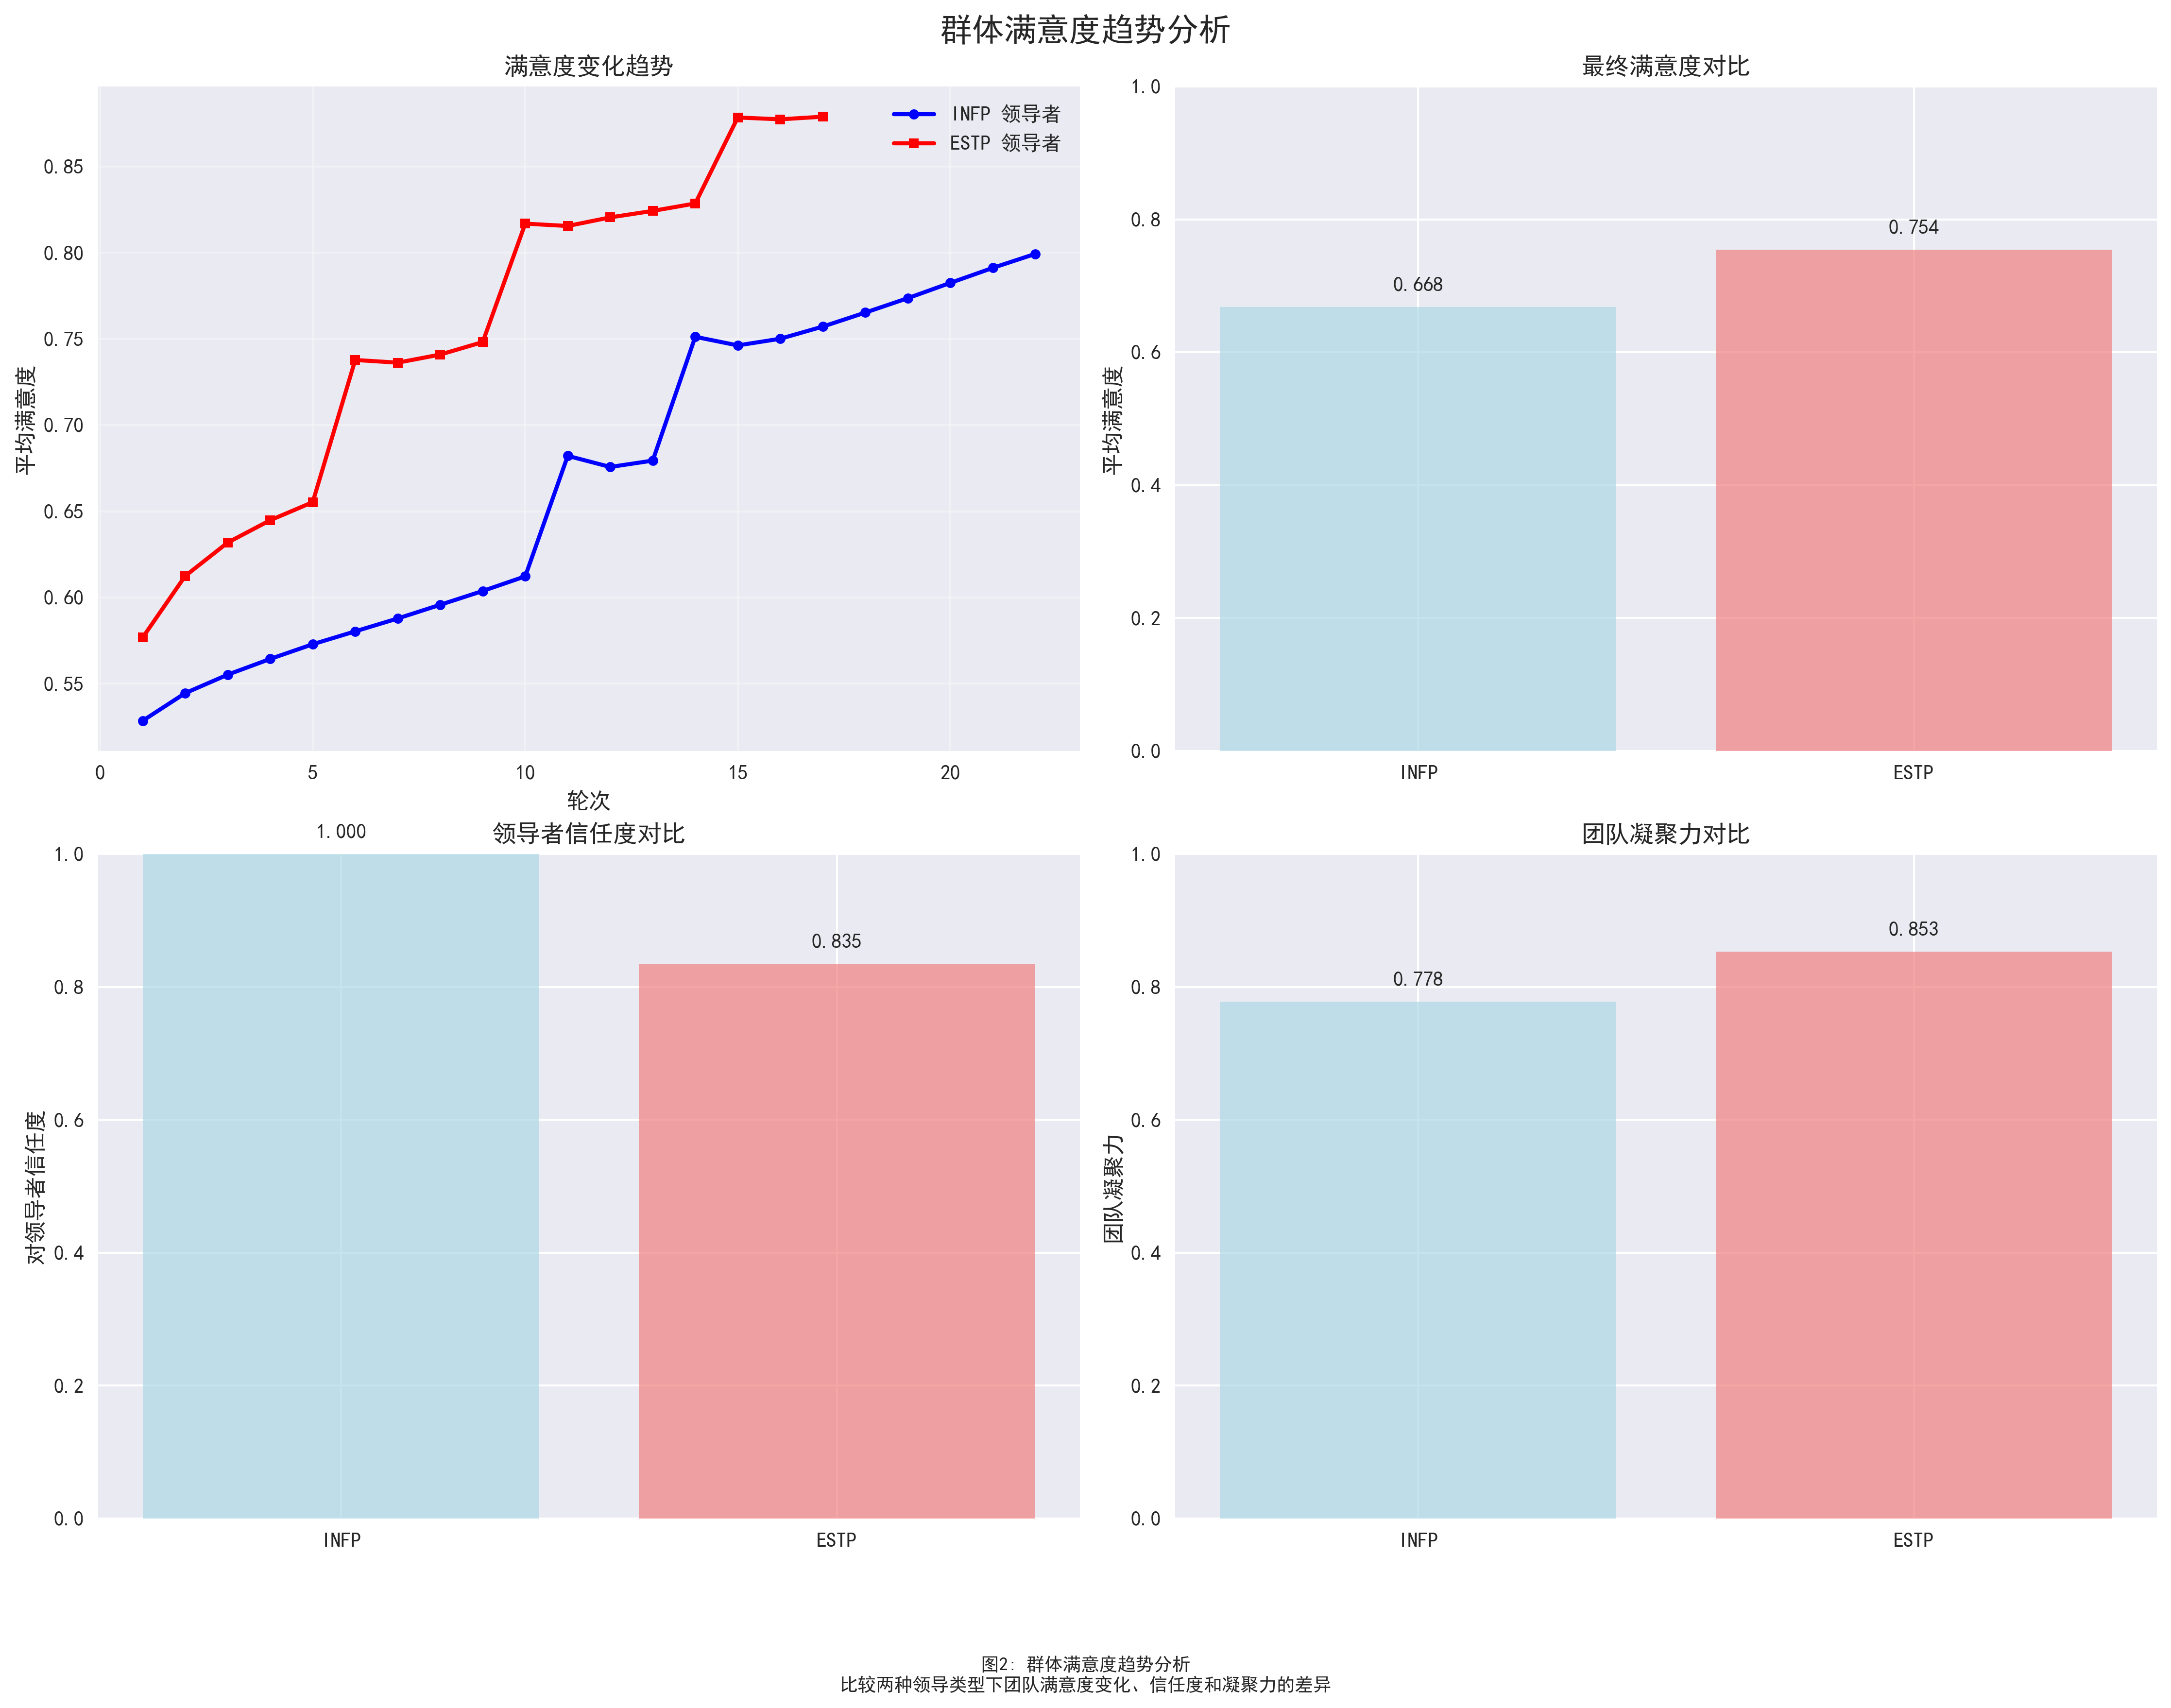 群体满意度趋势分析
满意度变化趋势
INFP 领导者
ESTP 领导者
0.85
0.80
0.75
0.70
0.65
0.60
0.55
平均满意度
0
5
10
15
20
轮次
最终满意度对比
1.0
0.8
0.6
0.4
0.2
0.0
平均满意度
0.668
0.754
INFP
ESTP
领导者信任度对比
1.000
0.835
1.0
0.8
0.6
0.4
0.2
0.0
对领导者信任度
INFP
ESTP
团队凝聚力对比
1.0
0.8
0.6
0.4
0.2
0.0
团队凝聚力
0.778
0.853
INFP
ESTP
图2: 群体满意度趋势分析
比较两种领导类型下团队满意度变化、信任度和凝聚力的差异